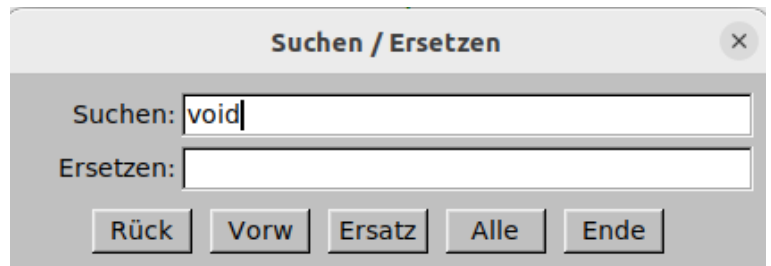 Suchen / Ersetzen
Suchen: void
Ersetzen:
Rück Vorw Ersatz Alle Ende